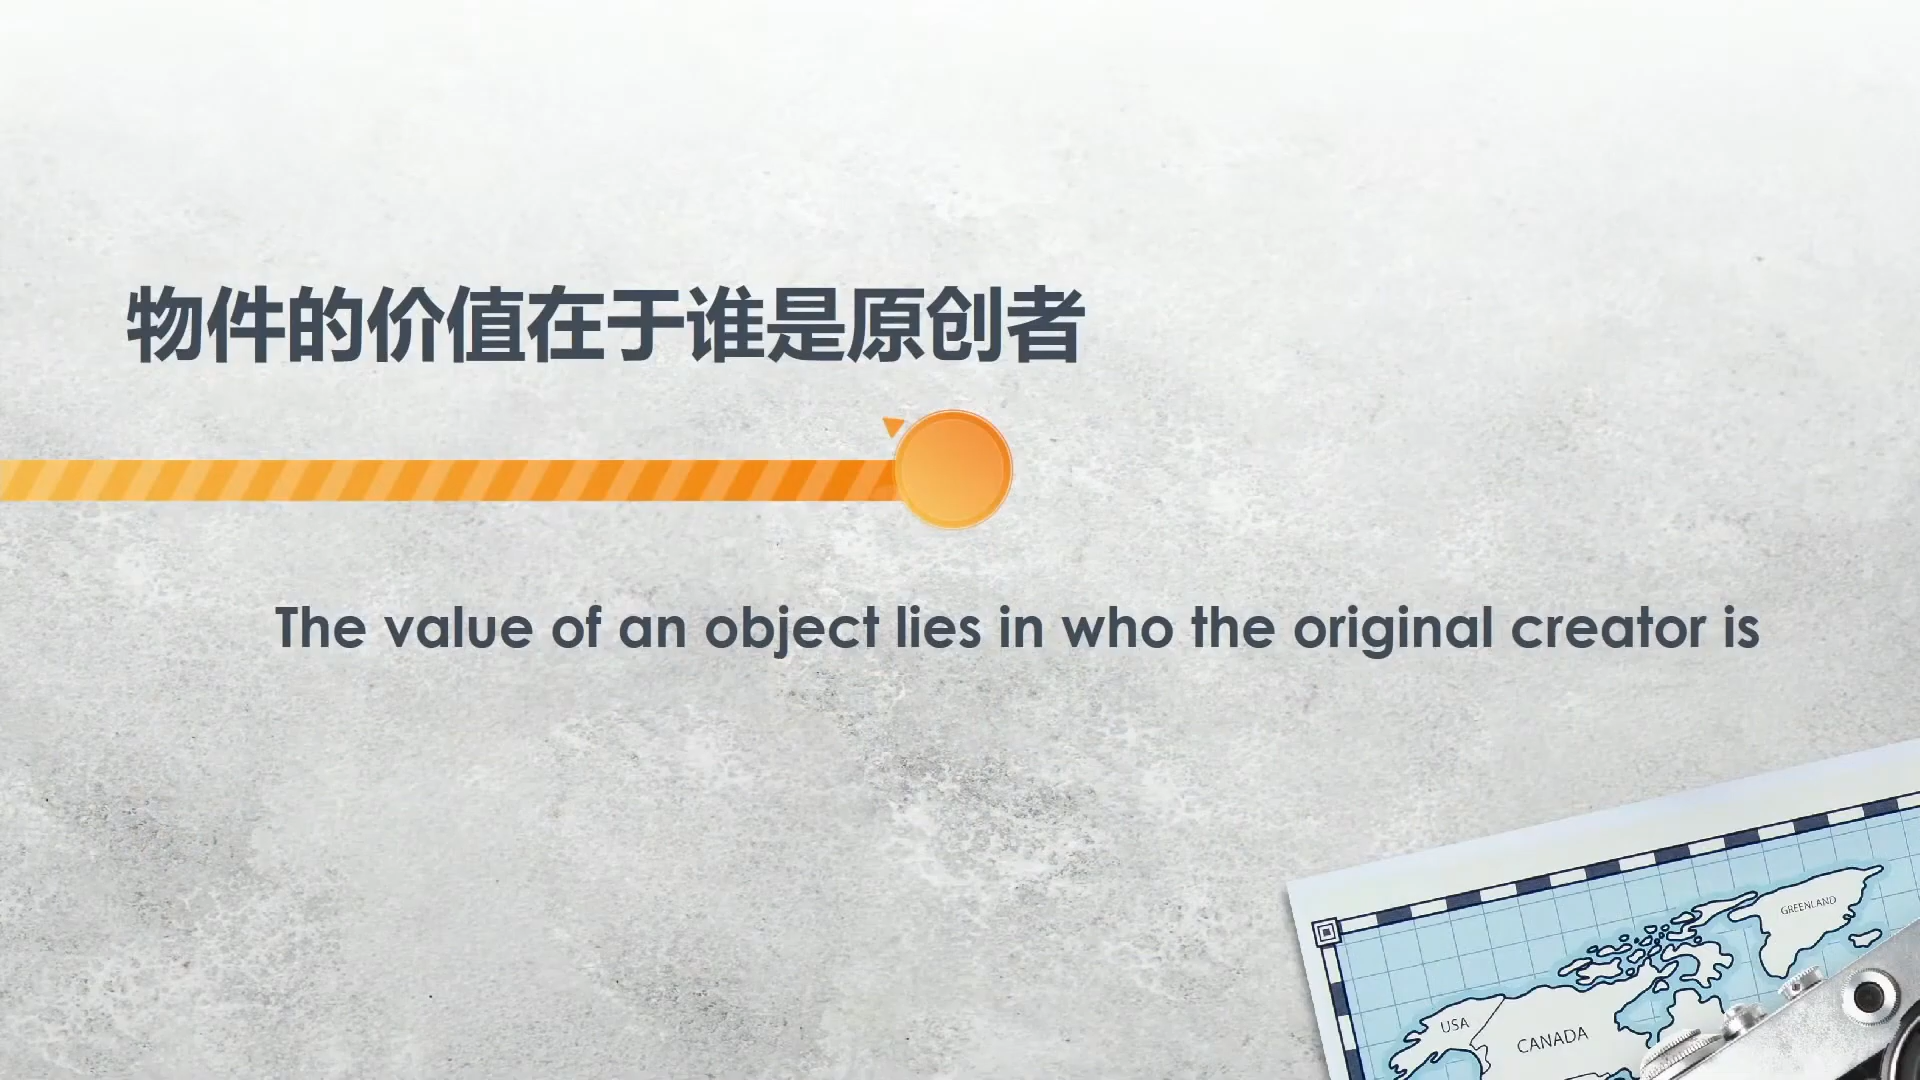 物件的价值在于谁是原创者
The value of an object lies in who the original creator is
GREENLAND
USA
CANADA